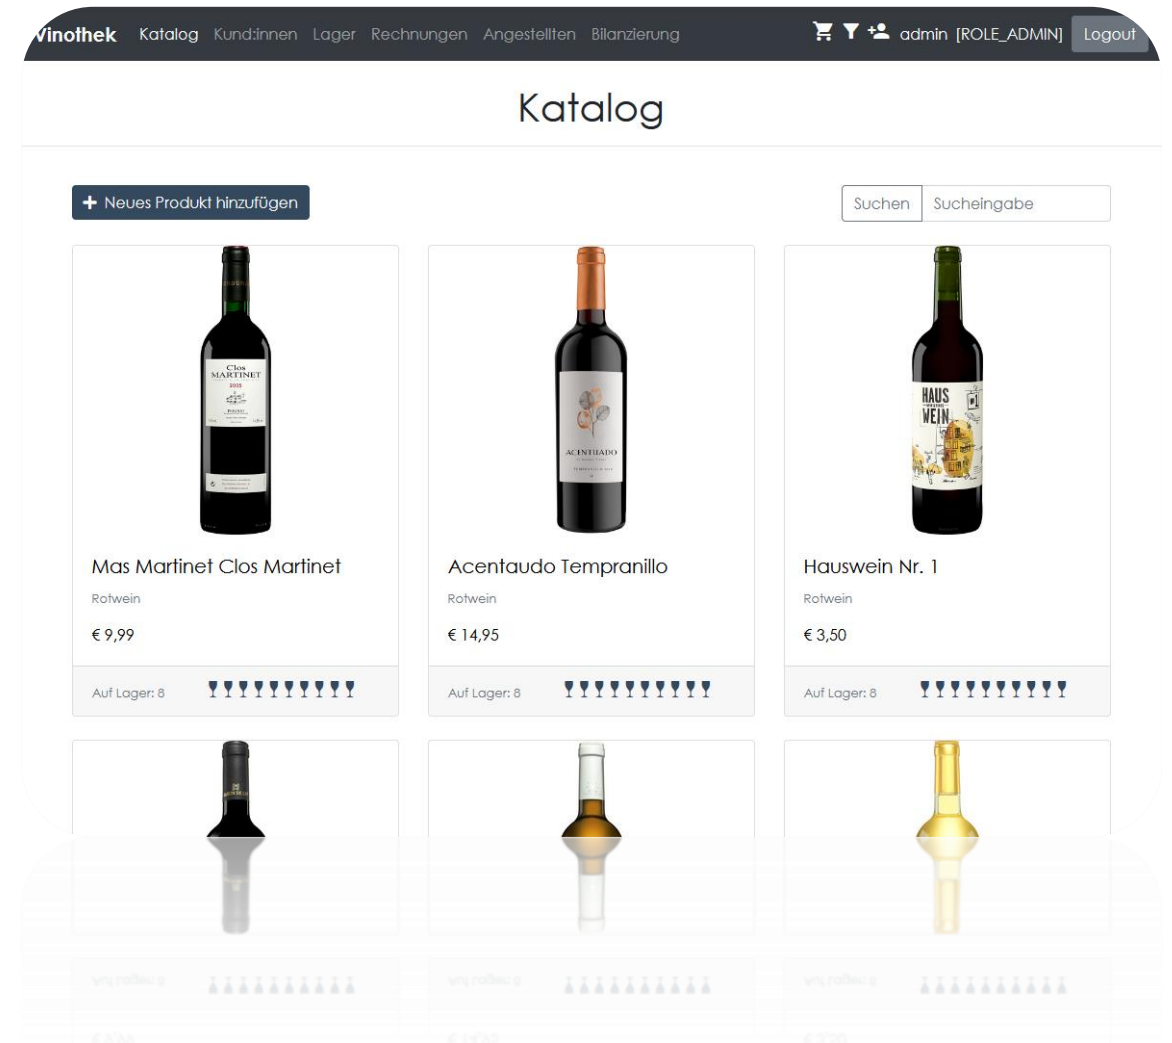 Vinothek Katalog Kund:innen Lager Rechnungen Angestellten Bilanzierung admin [ROLE_ADMIN] Logout
Katalog
Neues Produkt hinzufügen
Suchen Sucheingabe
Clos
MARTINET
ACENTUADO
HAUS
WEIN
#1
Mas Martinet Clos Martinet
Rotwein
€ 9,99
Auf Lager: 8
Acentaudo Tempranillo
Rotwein
€ 14,95
Auf Lager: 8
Hauswein Nr. 1
Rotwein
€ 3,50
Auf Lager: 8